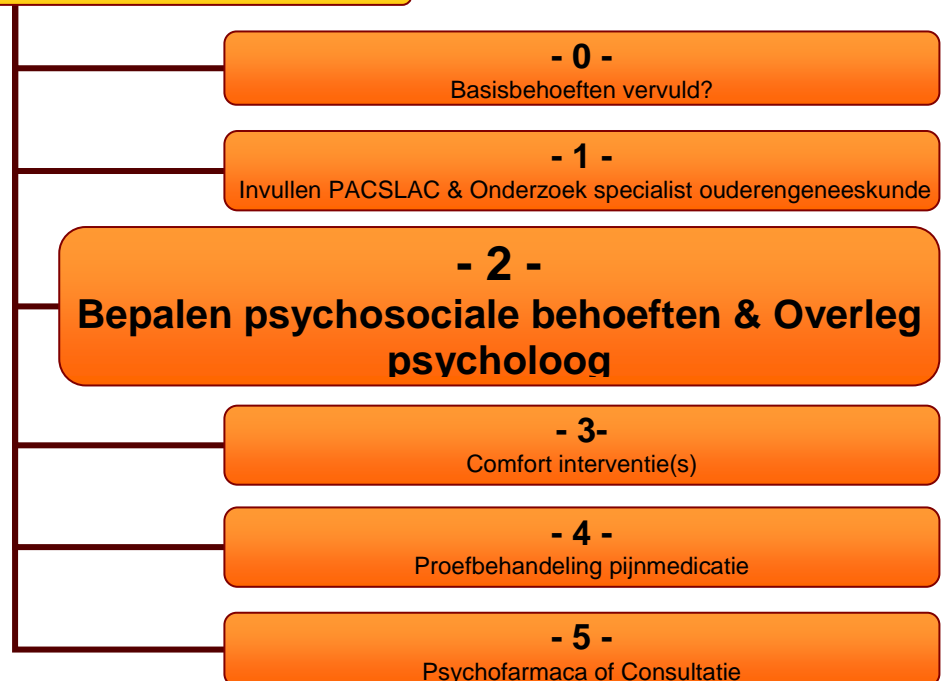 - 0 -
Basisbehoeften vervuld?
- 1 -
Invullen PACSLAC & Onderzoek specialist ouderengeneeskunde
- 2 -
Bepalen psychosociale behoeften & Overleg
psycholoog
- 3-
Comfort interventie(s)
- 4 -
Proefbehandeling pijnmedicatie
- 5 -
Psychofarmaca of Consultatie